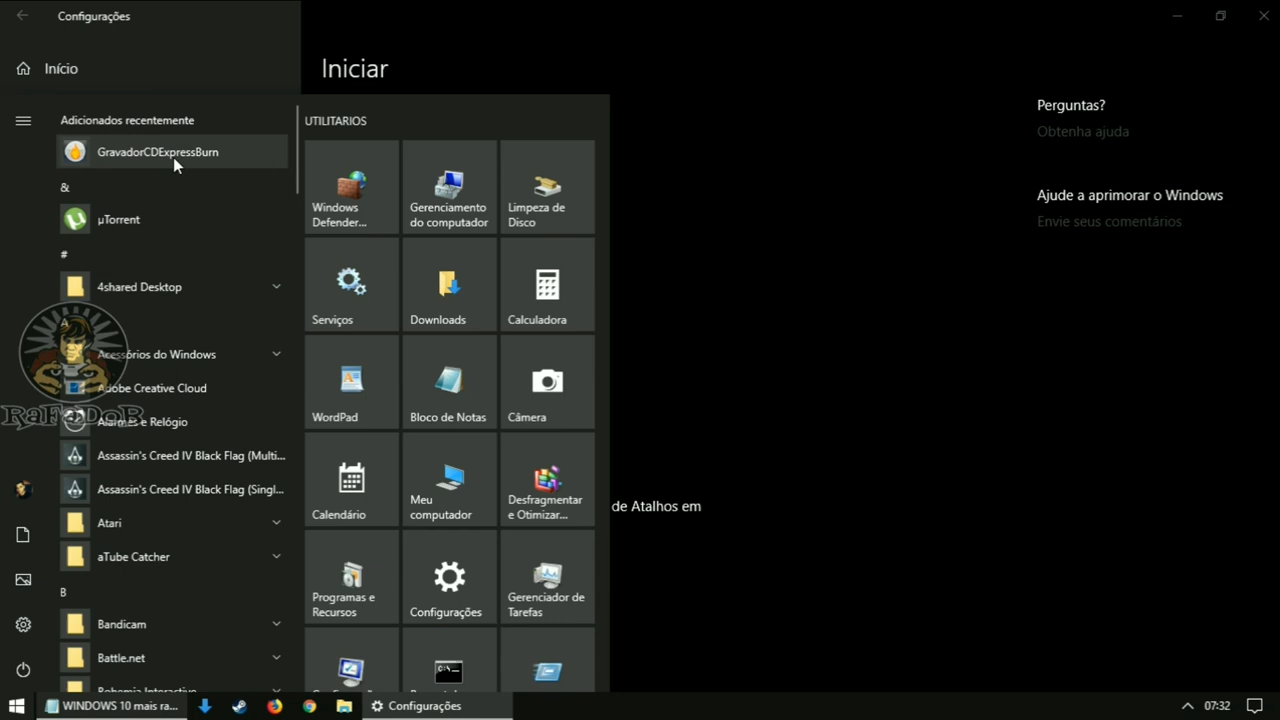 Configurações
Início
Iniciar
Perguntas?
Obtenha ajuda
Ajude a aprimorar o Windows
Envie seus comentários
de Atalhos em
Adicionados recentemente
GravadorCDExpressBurn
&
µTorrent
#
4shared Desktop
A
Acessórios do Windows
Adobe Creative Cloud
Alarmes e Relógio
Assassin's Creed IV Black Flag (Multi...
Assassin's Creed IV Black Flag (Singl...
Atari
aTube Catcher
B
Bandicam
Battle.net
Bohemia Interactive
RaFaDoR
UTILITARIOS
Windows
Defender...
Gerenciamento
do computador
Limpeza de
Disco
Serviços
Downloads
Calculadora
WordPad
Bloco de Notas
Câmera
Calendário
Meu
computador
Desfragmentar
e Otimizar...
Programas e
Recursos
Configurações
Gerenciador de
Tarefas
WINDOWS 10 mais ra...
Configurações
07:32